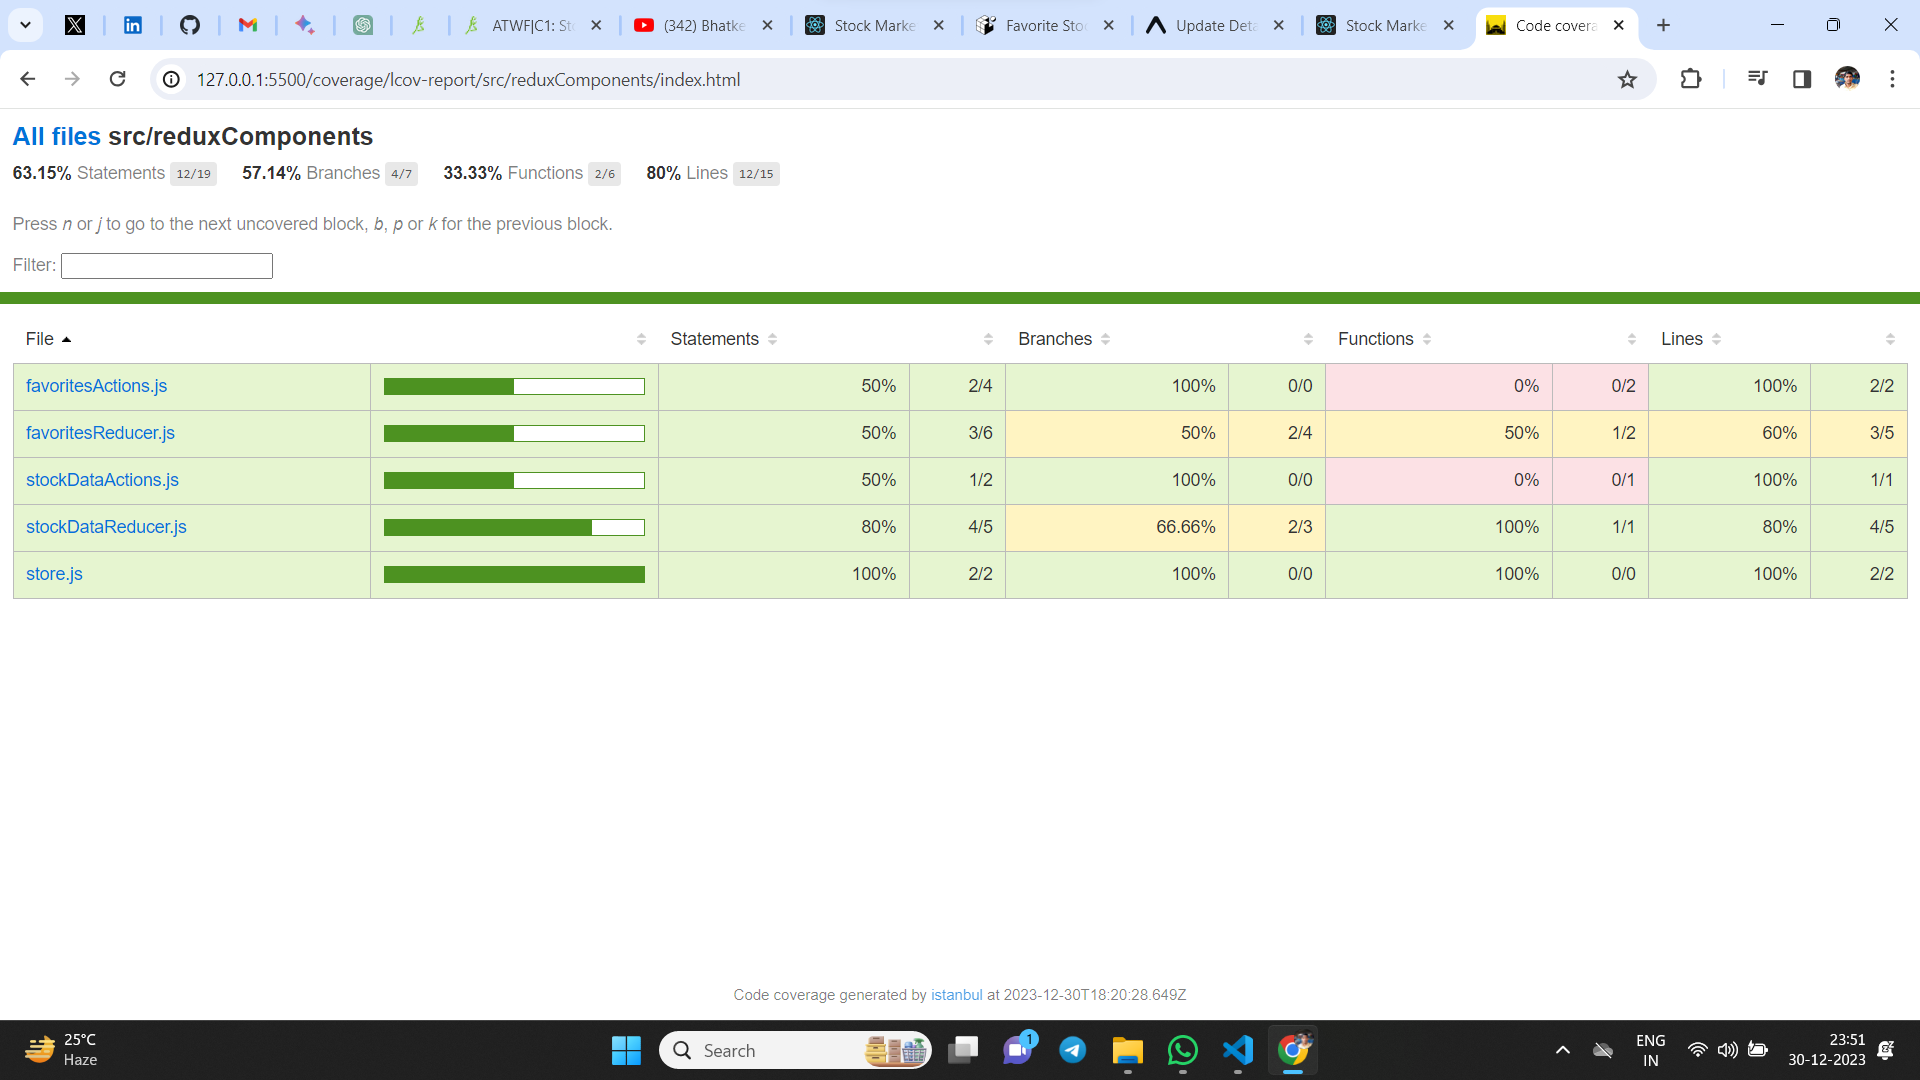 ATWF|C1: Sto
(342) Bhatke
Stock Marke
Favorite Stoc
Update Deta
Stock Marke
Code covera
127.0.0.1:5500/coverage/lcov-report/src/reduxComponents/index.html
All files src/reduxComponents
63.15% Statements 12/19 57.14% Branches 4/7 33.33% Functions 2/6 80% Lines 12/15
Press n or j to go to the next uncovered block, b, p or k for the previous block.
Filter:
File Statements Branches Functions Lines
favoritesActions.js 50% 2/4 100% 0/0 0% 0/2 100% 2/2
favoritesReducer.js 50% 3/6 50% 2/4 50% 1/2 60% 3/5
stockDataActions.js 50% 1/2 100% 0/0 0% 0/1 100% 1/1
stockDataReducer.js 80% 4/5 66.66% 2/3 100% 1/1 80% 4/5
store.js 100% 2/2 100% 0/0 100% 0/0 100% 2/2
Code coverage generated by istanbul at 2023-12-30T18:20:28.649Z
25°C
Haze
Search
1
ENG
IN
23:51
30-12-2023